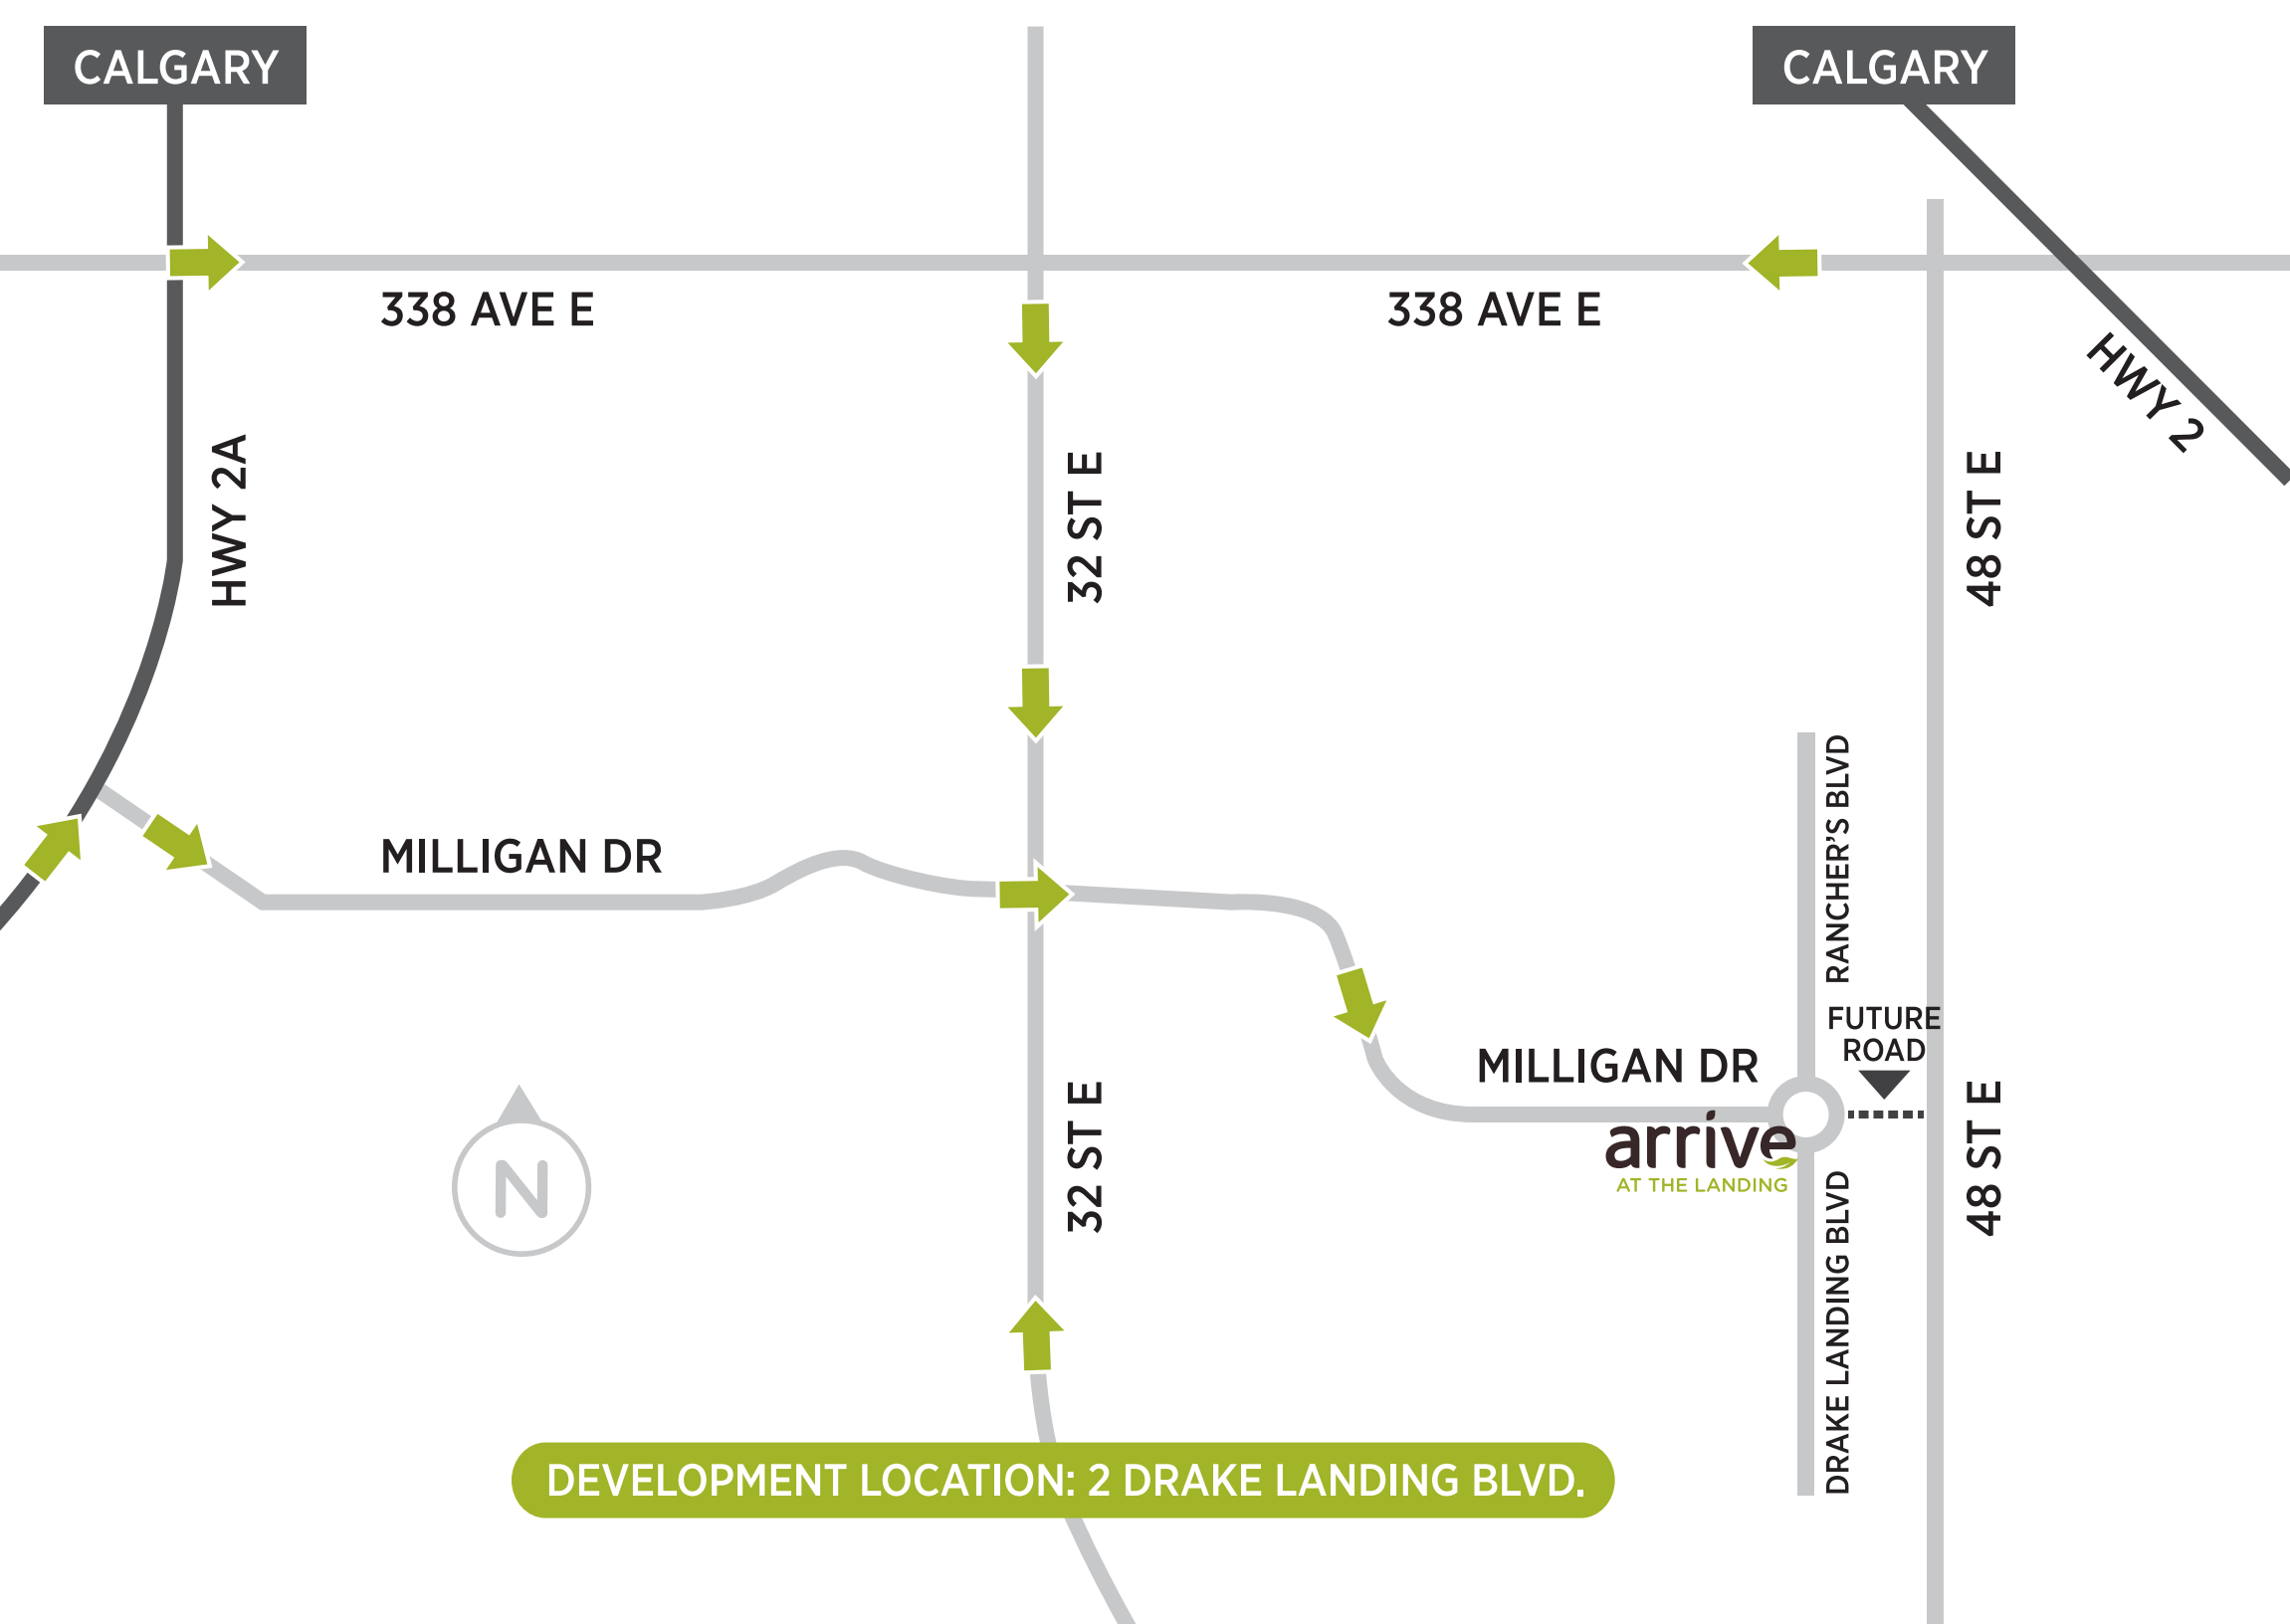 CALGARY
CALGARY
338 AVE E
338 AVE E
HWY 2A
32 ST E
48 ST E
HWY 2
MILLIGAN DR
RANCHER'S BLVD
FUTURE
ROAD
MILLIGAN DR
arrive
AT THE LANDING
32 ST E
48 ST E
DRAKE LANDING BLVD
N
DEVELOPMENT LOCATION: 2 DRAKE LANDING BLVD.